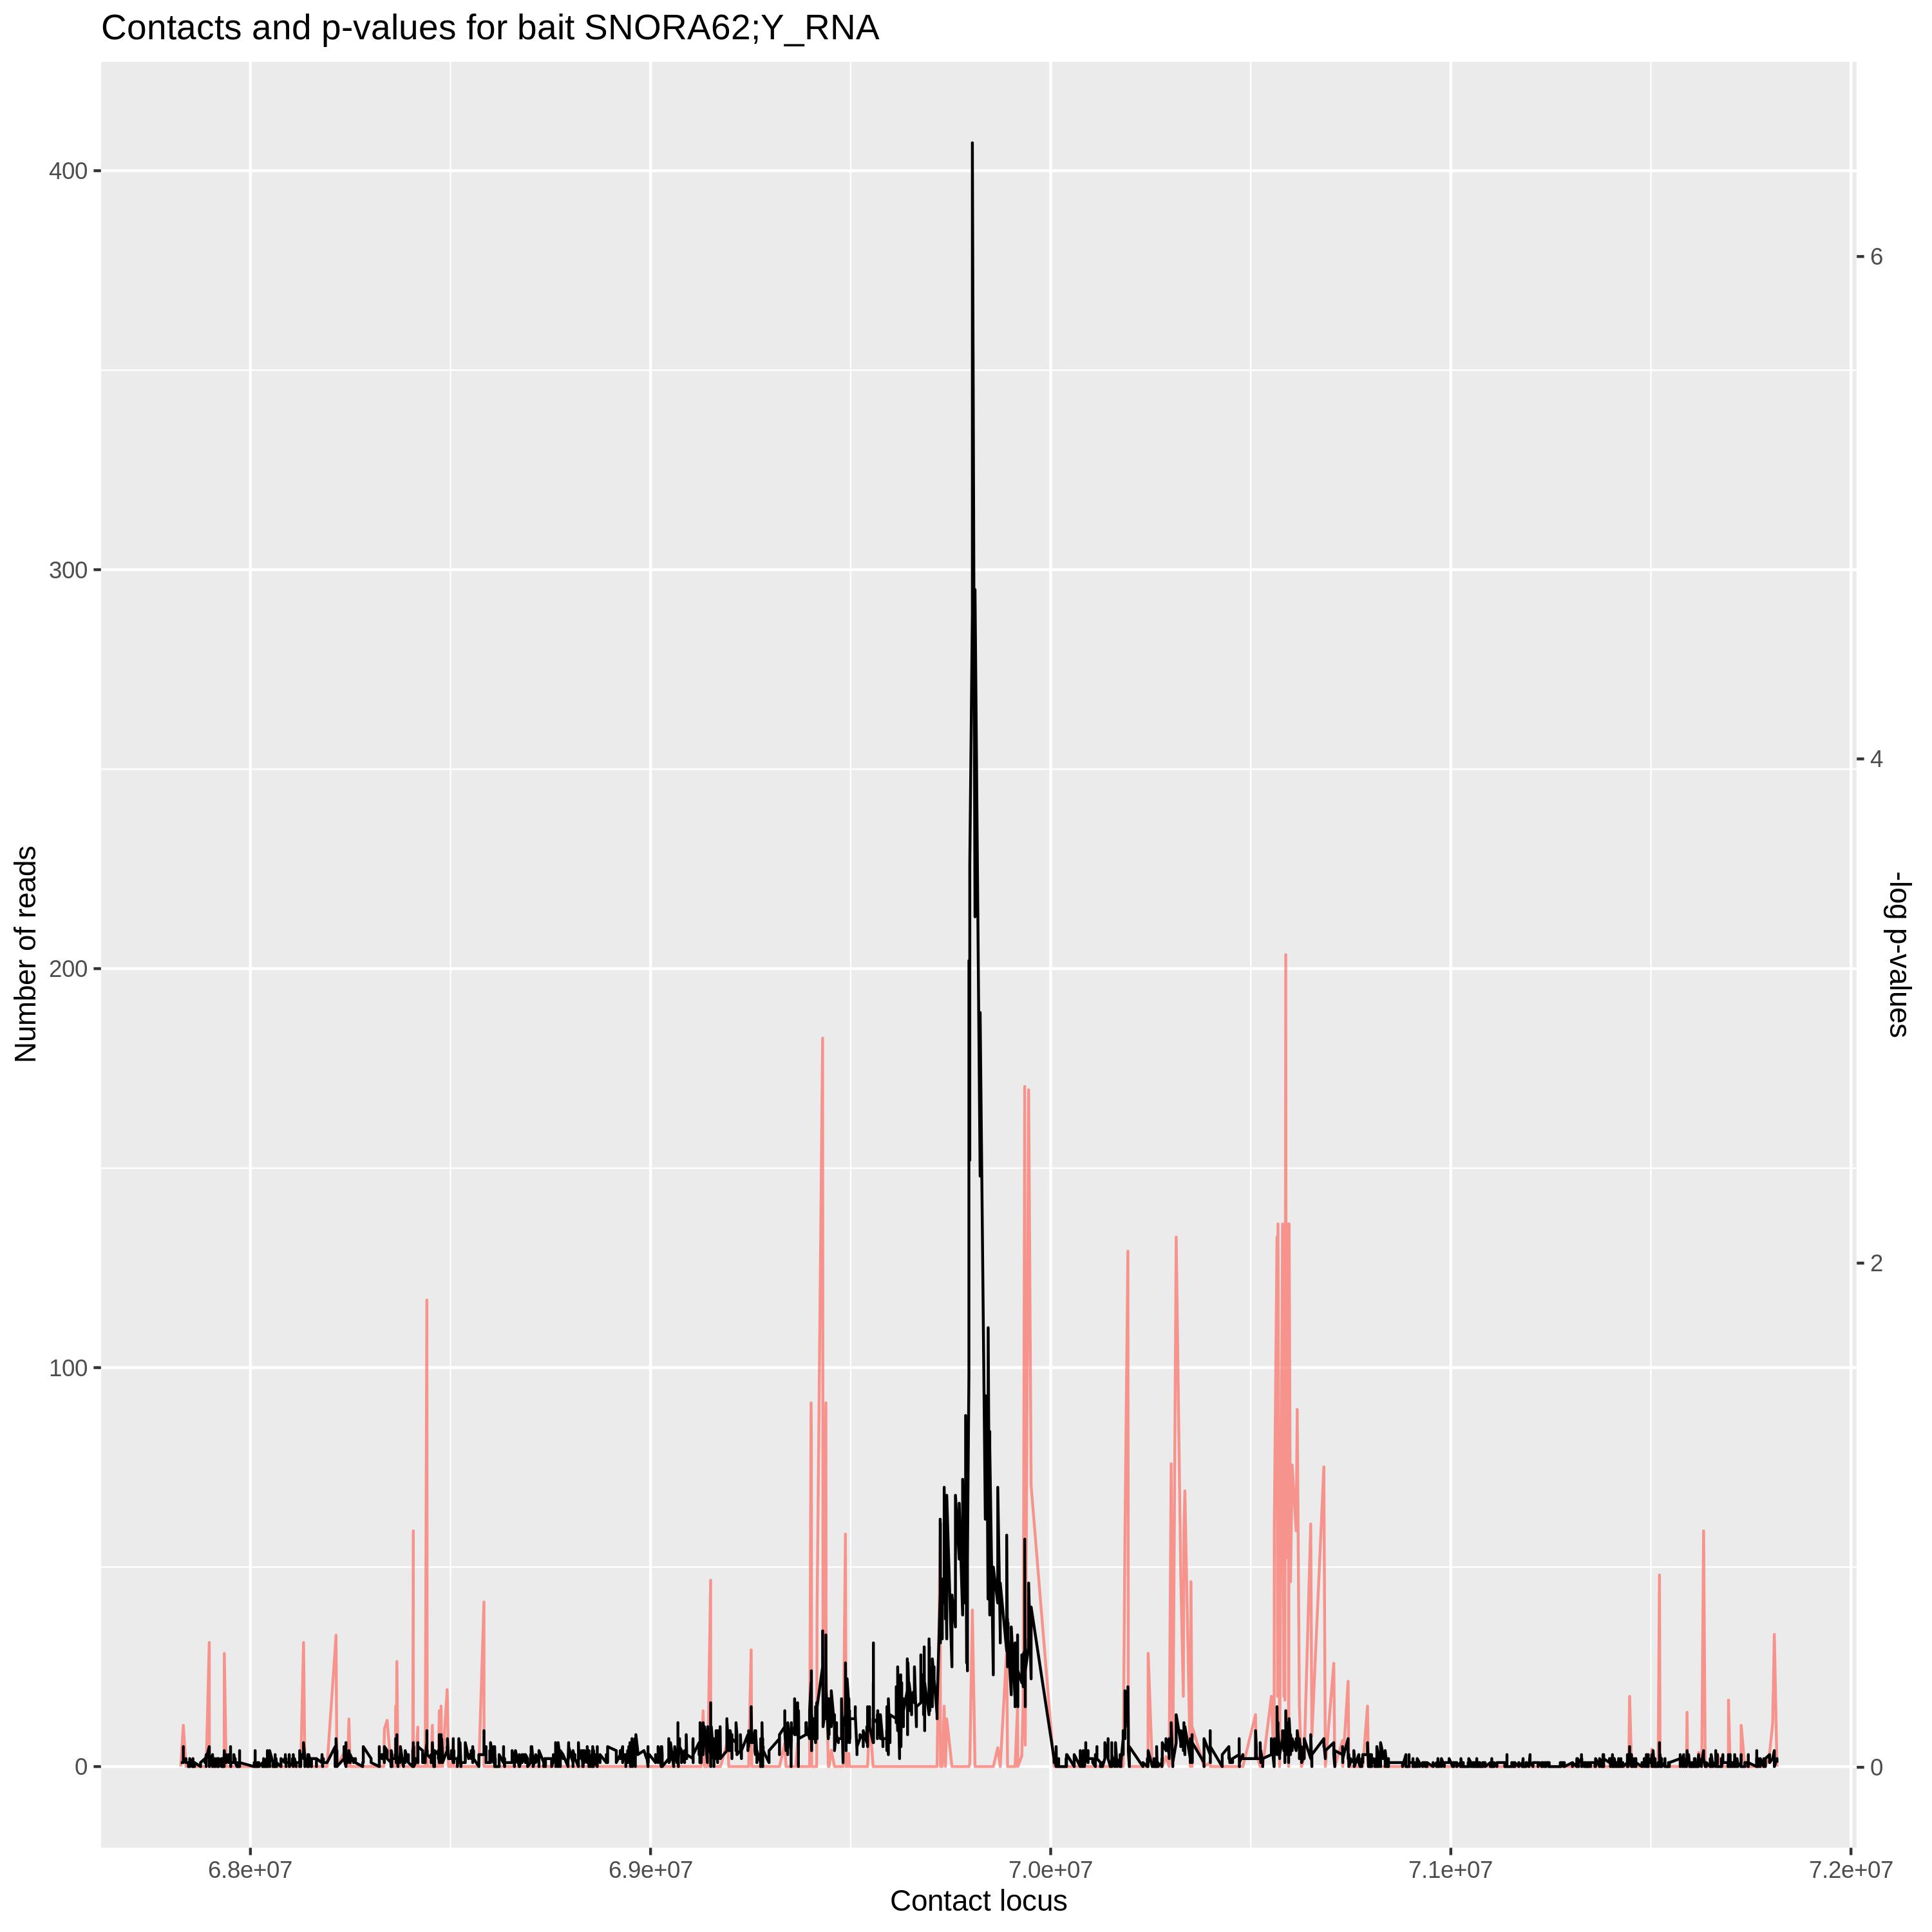 Contacts and p-values for bait SNORA62;Y_RNA
400
300
200
100
0
Number of reads
6
4
2
0
-log p-values
6.8e+07 6.9e+07 7.0e+07 7.1e+07 7.2e+07
Contact locus